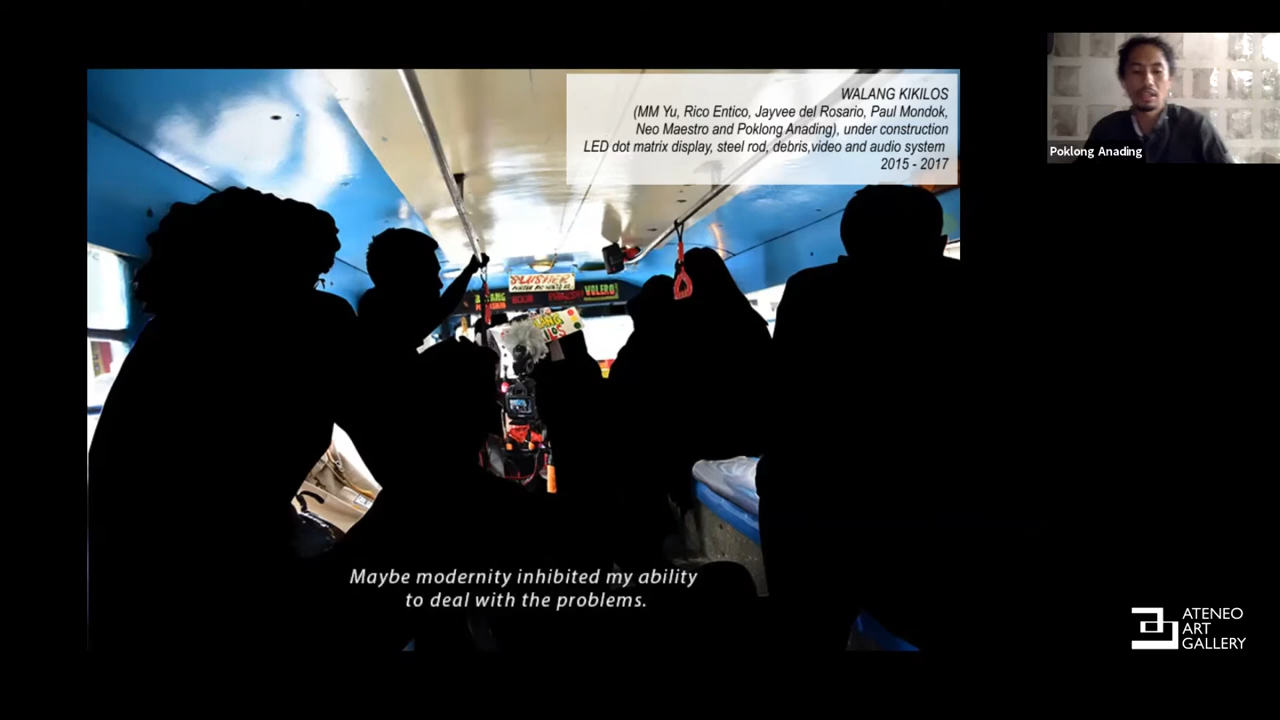 WALANG KIKILOS
(MM Yu, Rico Entico, Jayvee del Rosario, Paul Mondok,
Neo Maestro and Poklong Anading), under construction
LED dot matrix display, steel rod, debris,video and audio system
2015 - 2017
Poklong Anading
SLASHER
VOLERO
Maybe modernity inhibited my ability
to deal with the problems.
ATENEO
ART
GALLERY